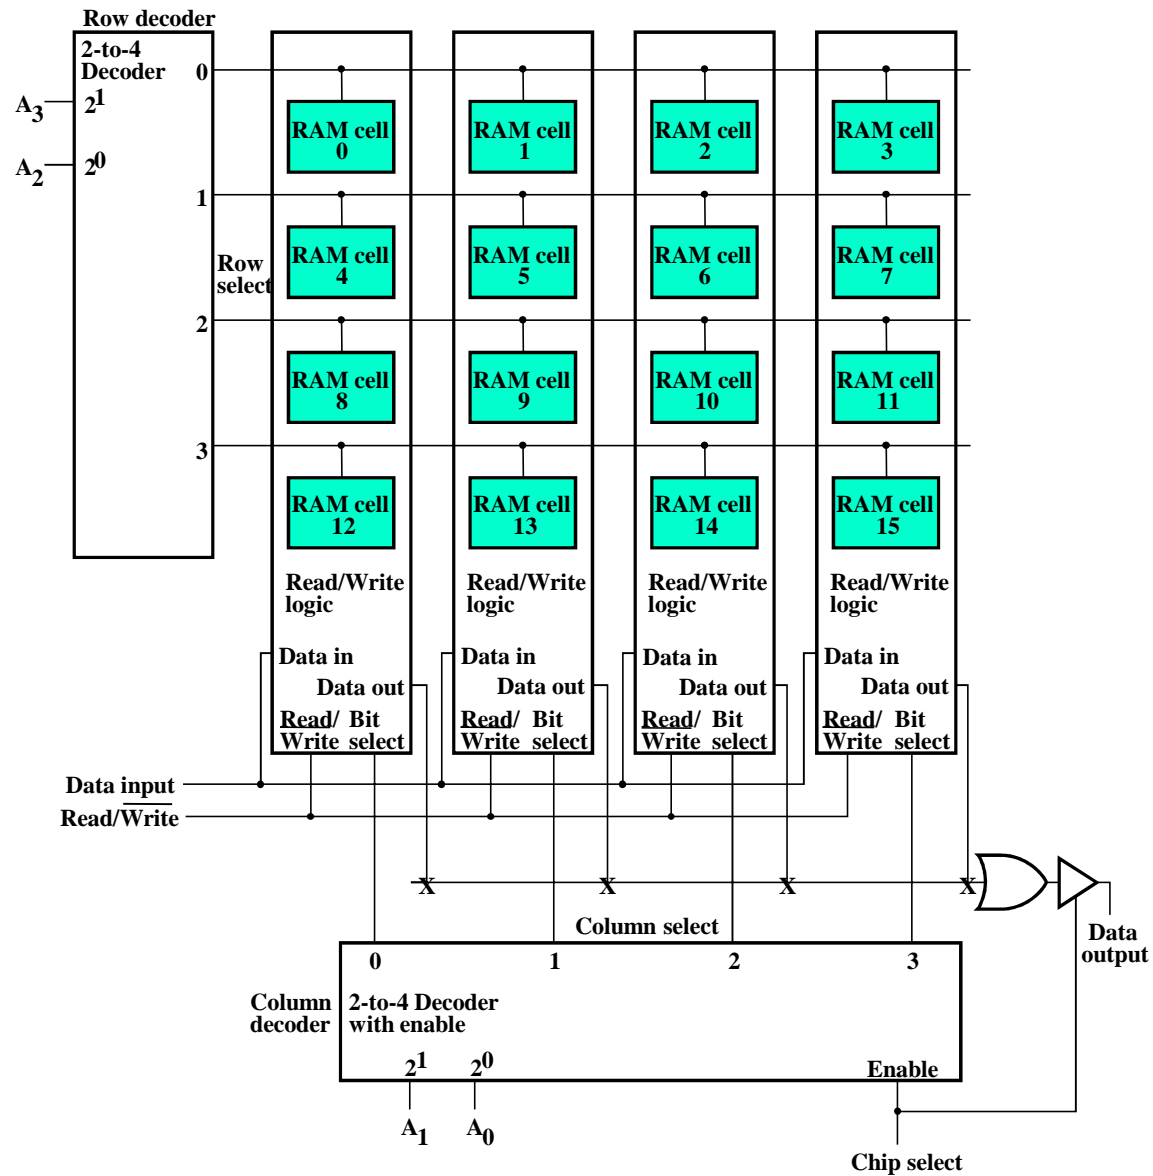 Row decoder
2-to-4
Decoder
A3
2^1
A2
2^0
0
1
2
3
Row
select
RAM cell
0
RAM cell
1
RAM cell
2
RAM cell
3
RAM cell
4
RAM cell
5
RAM cell
6
RAM cell
7
RAM cell
8
RAM cell
9
RAM cell
10
RAM cell
11
RAM cell
12
RAM cell
13
RAM cell
14
RAM cell
15
Read/Write
logic
Read/Write
logic
Read/Write
logic
Read/Write
logic
Data in
Data in
Data in
Data in
Data out
Data out
Data out
Data out
Read/ Bit
Write select
Read/ Bit
Write select
Read/ Bit
Write select
Read/ Bit
Write select
Data input
Read/Write
X
X
X
X
Data
output
Column select
0
1
2
3
Column
decoder
2-to-4 Decoder
with enable
2^1
2^0
Enable
A1
A0
Chip select